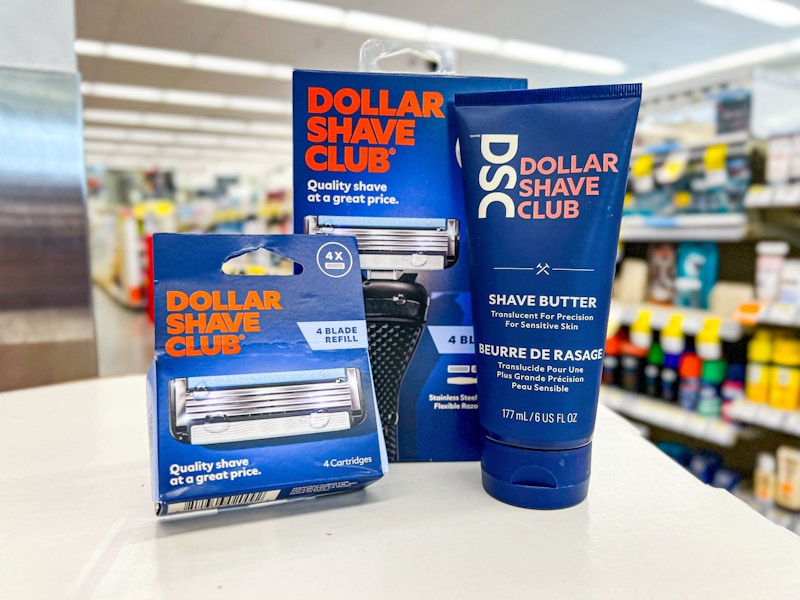 DOLLAR
SHAVE
CLUB®
Quality shave
at a great price.
4 BL
Stainless Steel
Flexible Razo
4X
DOLLAR
SHAVE
CLUB®
4 BLADE
REFILL
Quality shave
at a great price.
4 Cartridges
DSC
DOLLAR
SHAVE
CLUB
SHAVE BUTTER
Translucent For Precision
For Sensitive Skin
BEURRE DE RASAGE
Translucide Pour Une
Plus Grande Précision
Peau Sensible
177 mL / 6 US FL OZ